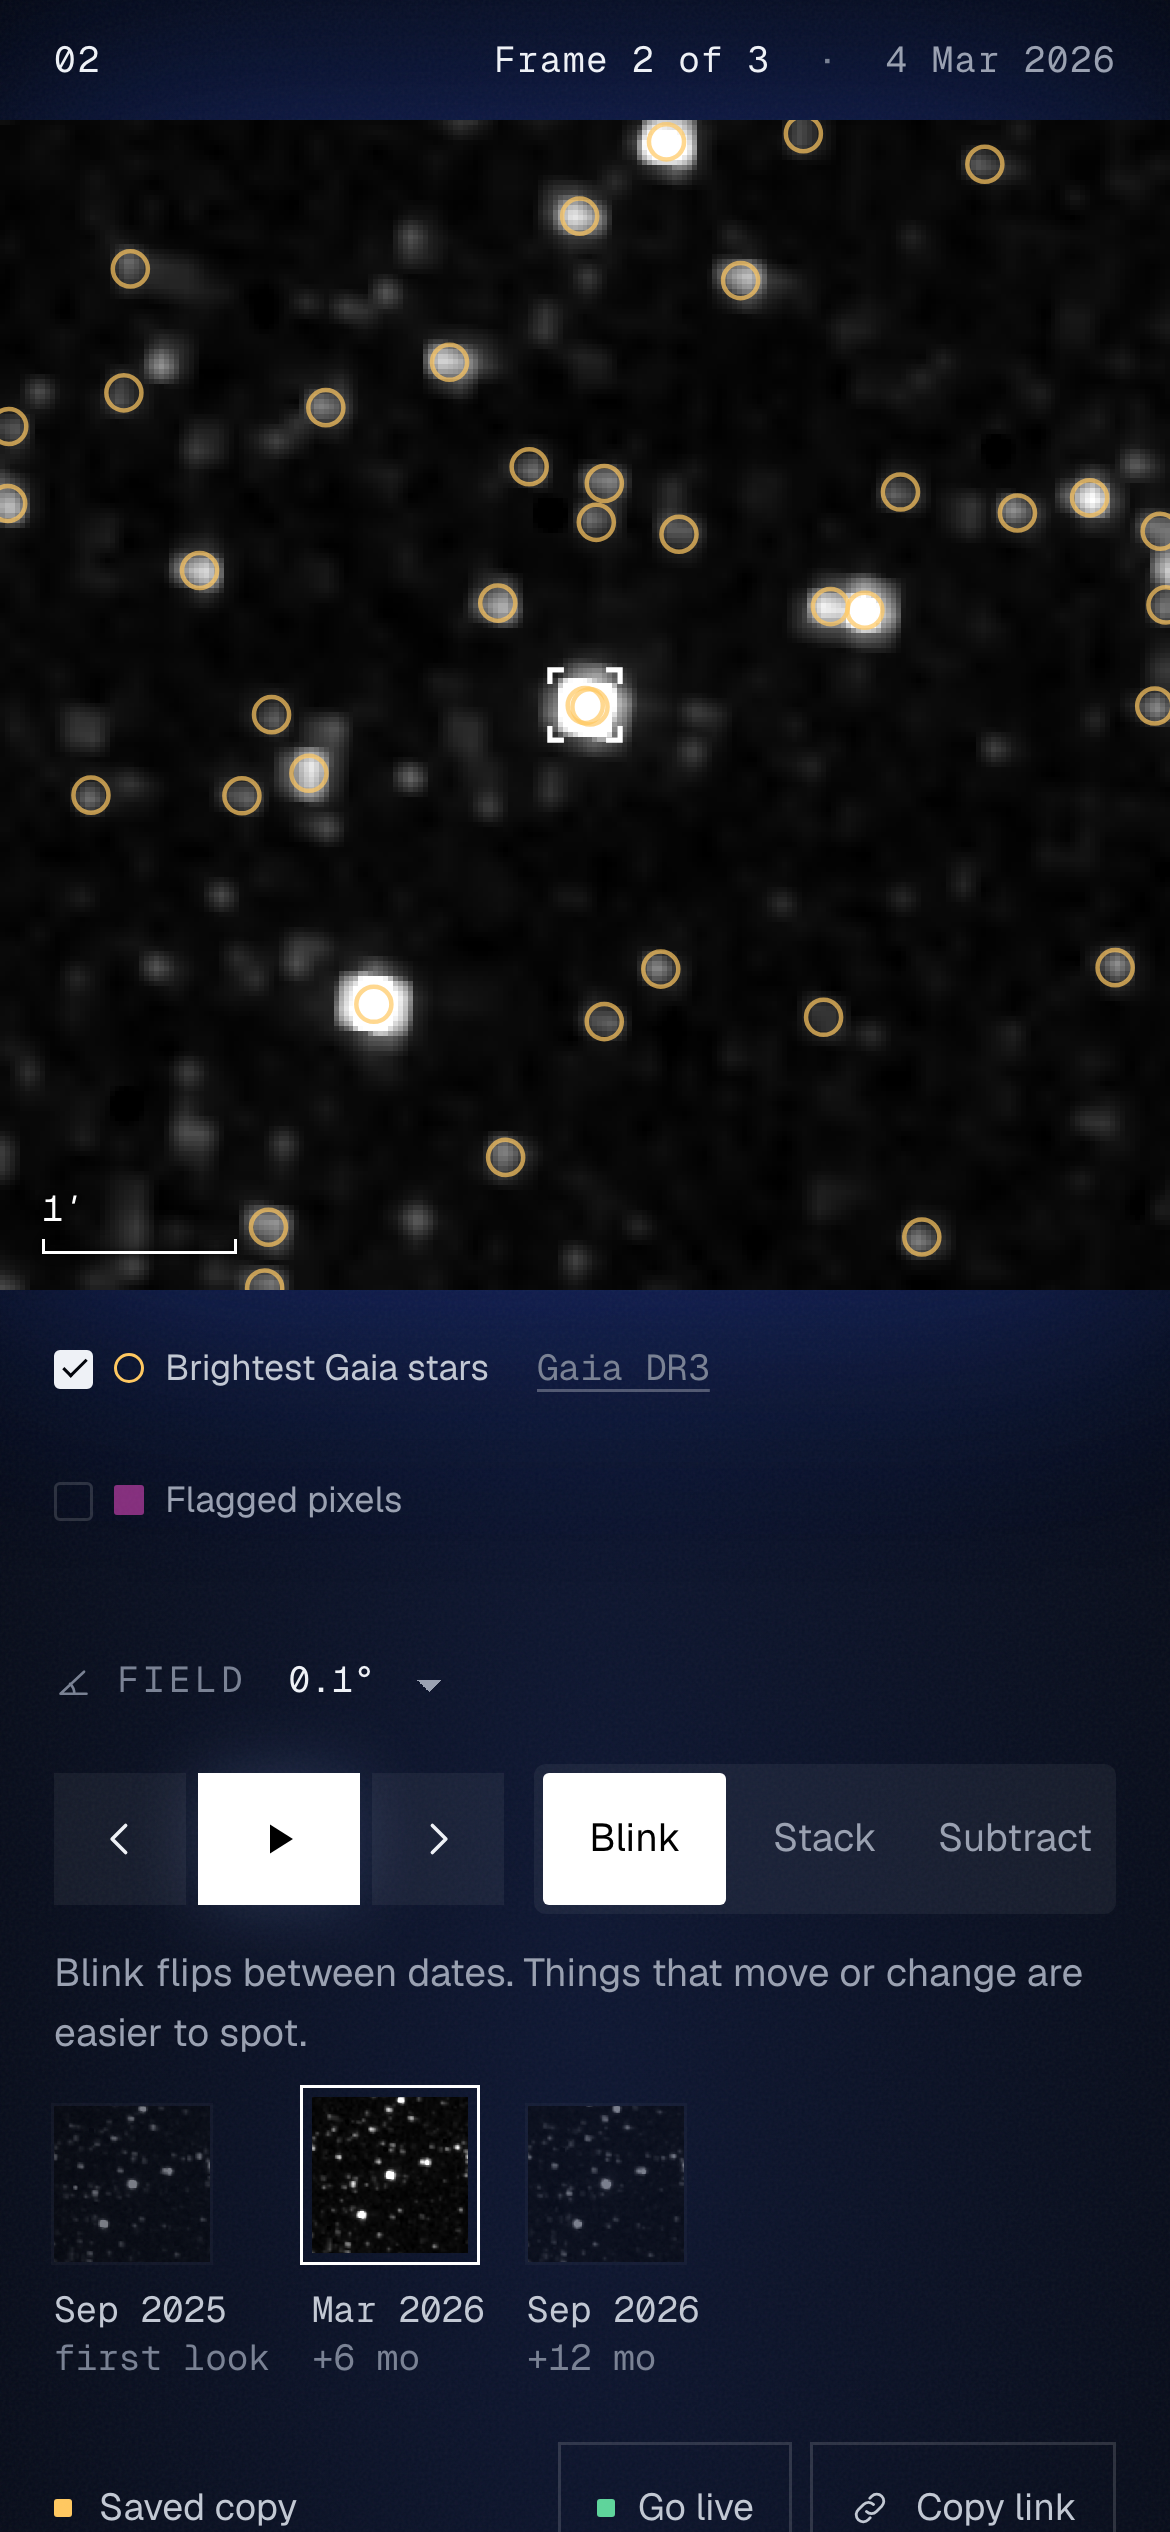 02 Frame 2 of 3 · 4 Mar 2026
1′
Brightest Gaia stars Gaia DR3
Flagged pixels
FIELD 0.1°
Blink Stack Subtract
Blink flips between dates. Things that move or change are
easier to spot.
Sep 2025 Mar 2026 Sep 2026
first look +6 mo +12 mo
Saved copy Go live Copy link